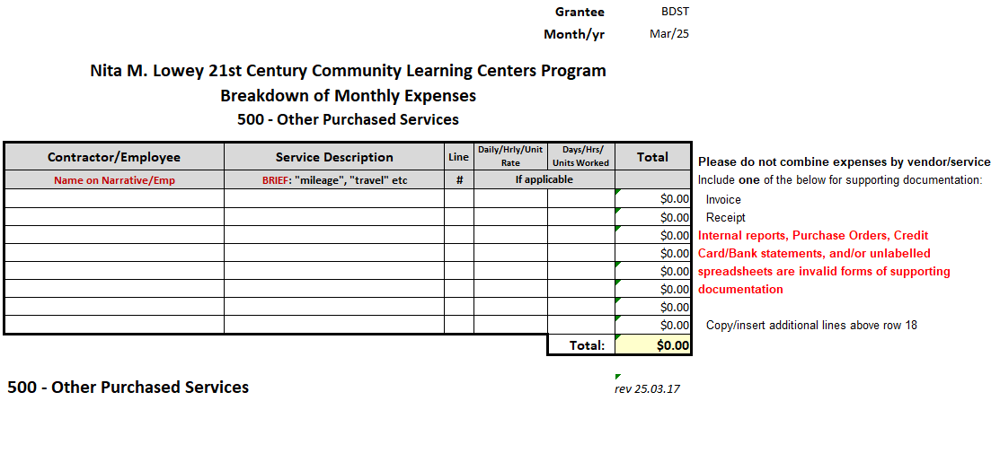 Grantee BDST
Month/yr Mar/25
Nita M. Lowey 21st Century Community Learning Centers Program
Breakdown of Monthly Expenses
500 - Other Purchased Services
Contractor/Employee Service Description Line Daily/Hrly/Unit Rate Days/Hrs/ Units Worked Total
Please do not combine expenses by vendor/service
Name on Narrative/Emp BRIEF: "mileage", "travel" etc # If applicable
Include one of the below for supporting documentation:
$0.00 Invoice
$0.00 Receipt
$0.00 Internal reports, Purchase Orders, Credit
$0.00 Card/Bank statements, and/or unlabelled
$0.00 spreadsheets are invalid forms of supporting
$0.00 documentation
$0.00
$0.00 Copy/insert additional lines above row 18
Total: $0.00
500 - Other Purchased Services rev 25.03.17